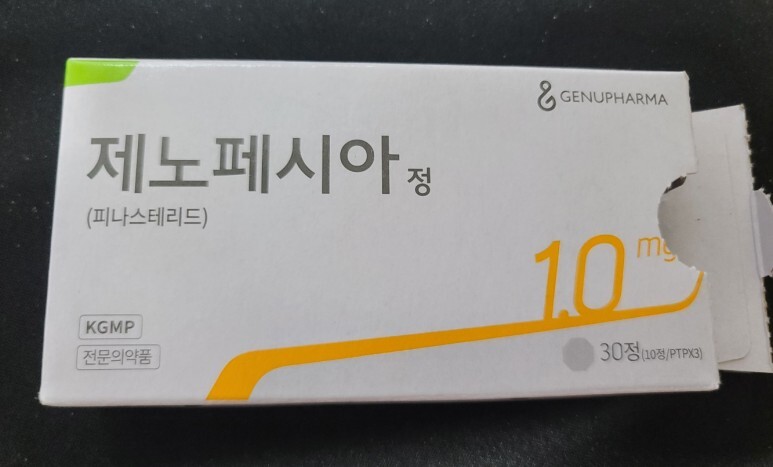 GENUPHARMA
제노페시아 정
(피나스테리드)
1.0 mg
KGMP
전문의약품
30정(10정/PTPX3)